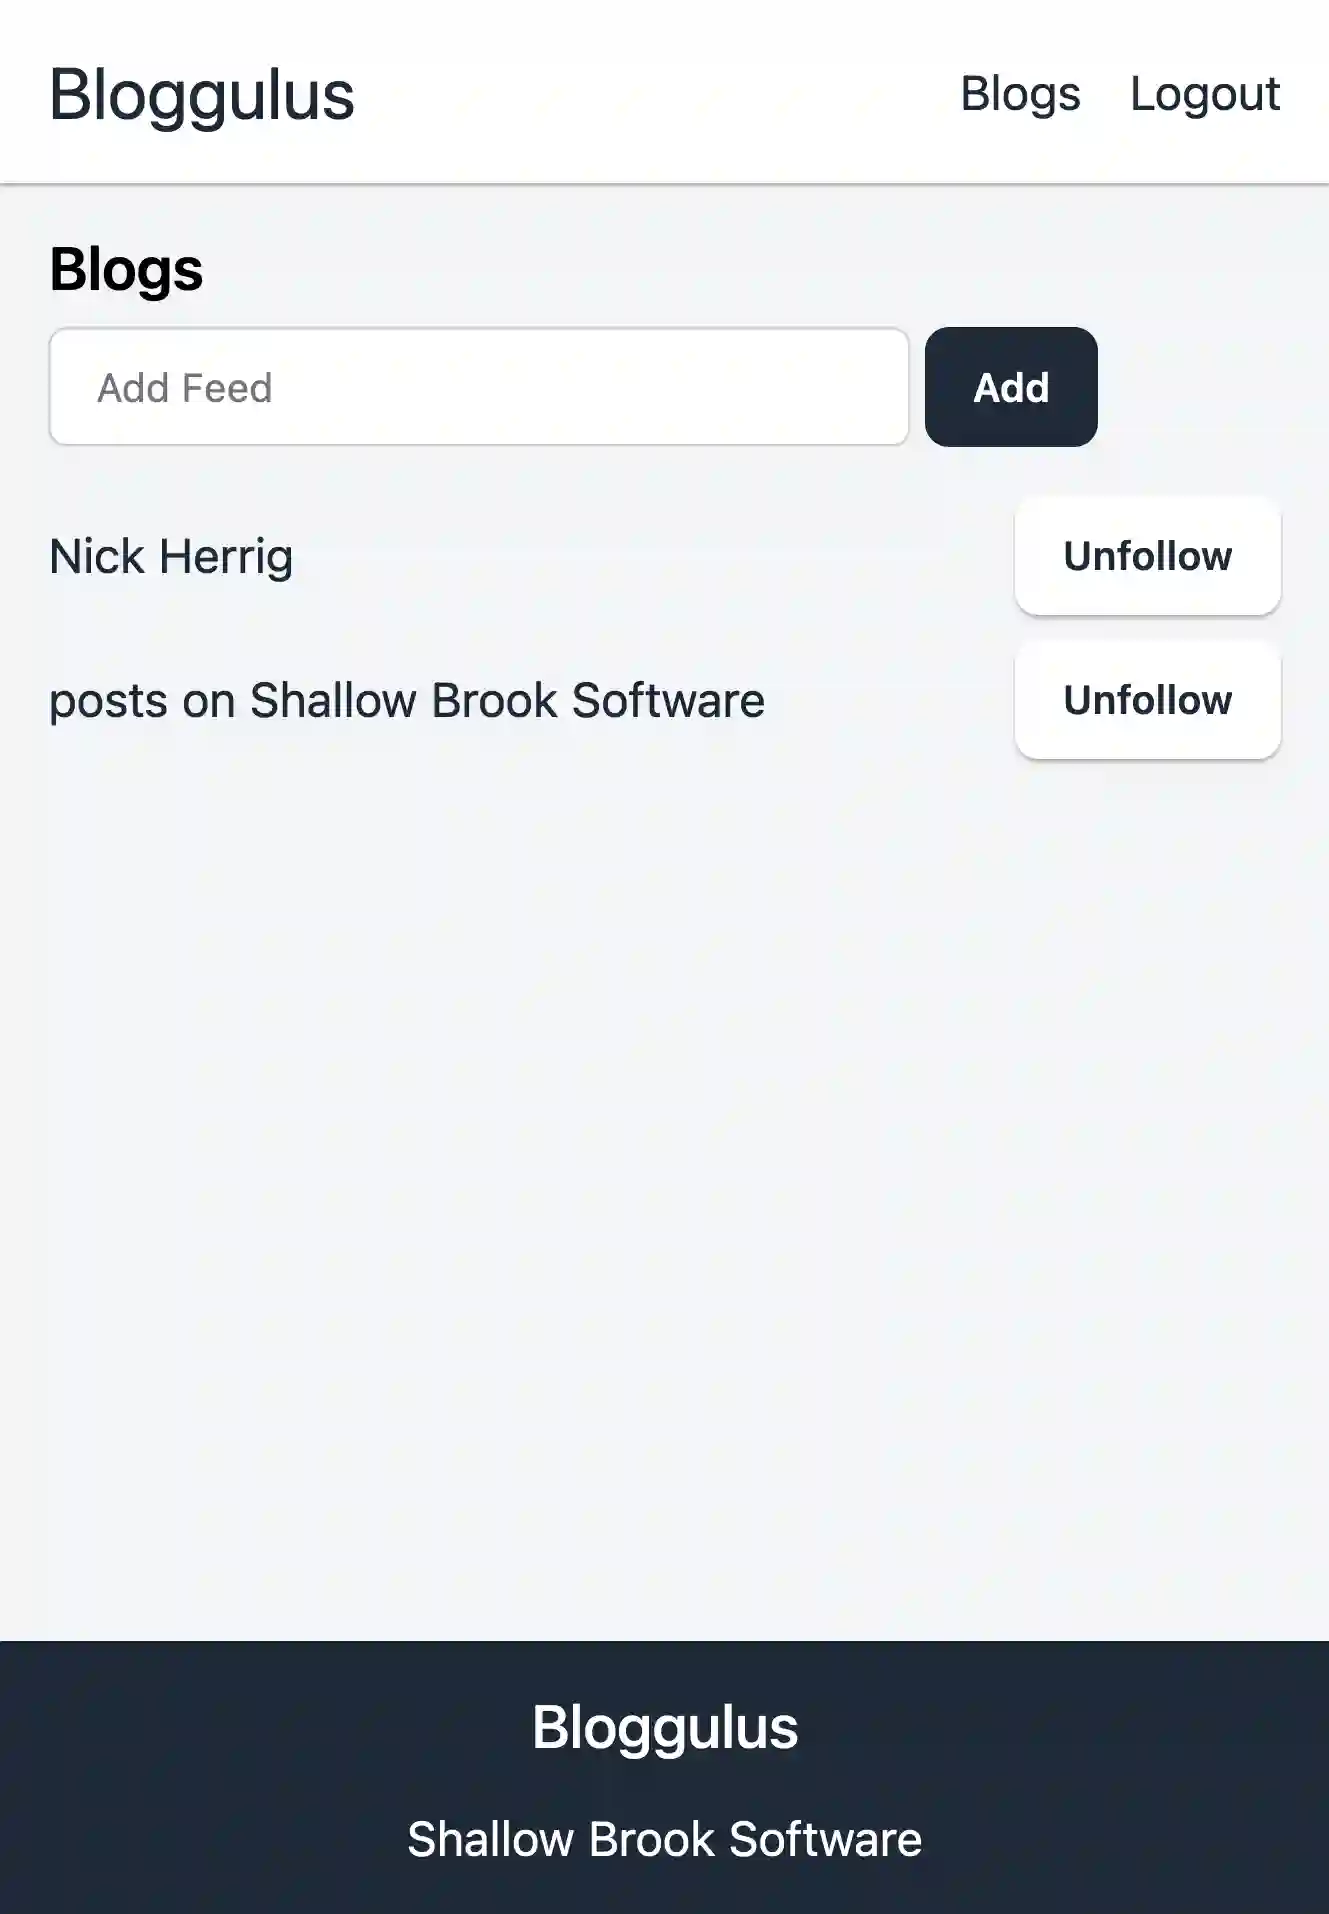 Bloggulus
Blogs Logout
Blogs
Add Feed
Add
Nick Herrig
Unfollow
posts on Shallow Brook Software
Unfollow
Bloggulus
Shallow Brook Software